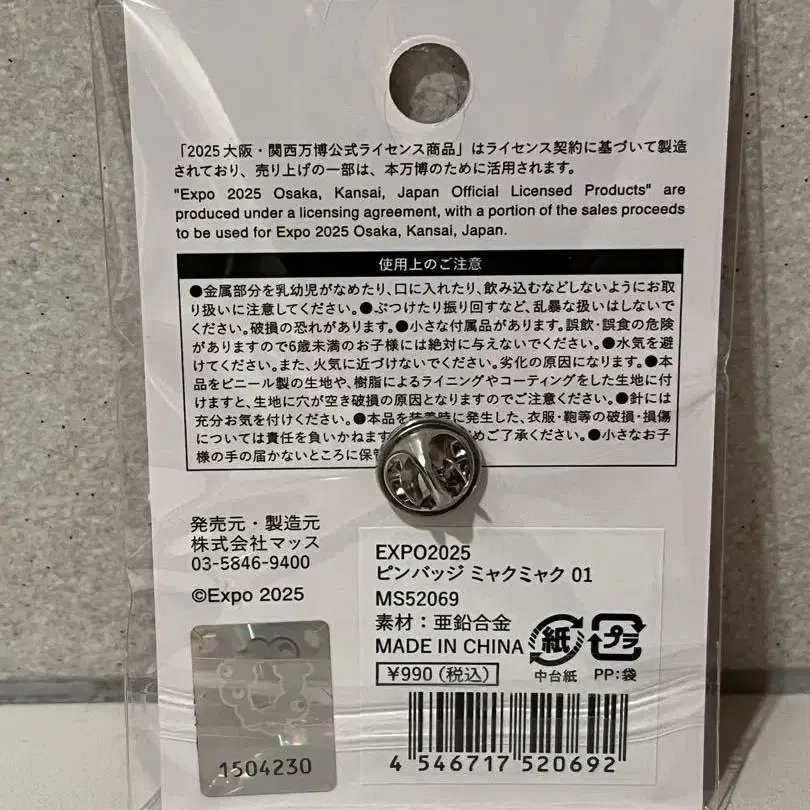 「2025大阪・関西万博公式ライセンス商品」はライセンス契約に基づいて製造
されており、売り上げの一部は、本万博のために活用されます。
"Expo 2025 Osaka, Kansai, Japan Official Licensed Products" are
produced under a licensing agreement, with a portion of the sales proceeds
to be used for Expo 2025 Osaka, Kansai, Japan.
使用上のご注意
●金属部分を乳幼児がなめたり、口に入れたり、飲み込むなどしないようにお取
り扱いに注意してください。●ぶつけたり振り回すなど、乱暴な扱いはしないで
ください。破損の恐れがあります。●小さな付属品があります。誤飲・誤食の危険
がありますので6歳未満のお子様には絶対に与えないでください。●水気を避
けてください。また、火気に近づけないでください。劣化の原因になります。●本
品をビニール製の生地や、樹脂によるライニングやコーティングをした生地に付
けますと、生地に穴が空き破損の原因となりますのでご注意ください。●針には
充分お気を付けください。●本品を装着時に発生した、衣服・鞄等の破損・損傷
については責任を負いかねます めご了承ください。●小さなお子
様の手の届かないところに保管
発売元・製造元
株式会社マッス
03-5846-9400
©Expo 2025
1504230
EXPO2025
ピンバッジ ミャクミャク 01
MS52069
素材：亜鉛合金
MADE IN CHINA
¥990（税込）
紙
中台紙
プラ
PP：袋
4 546717 520692